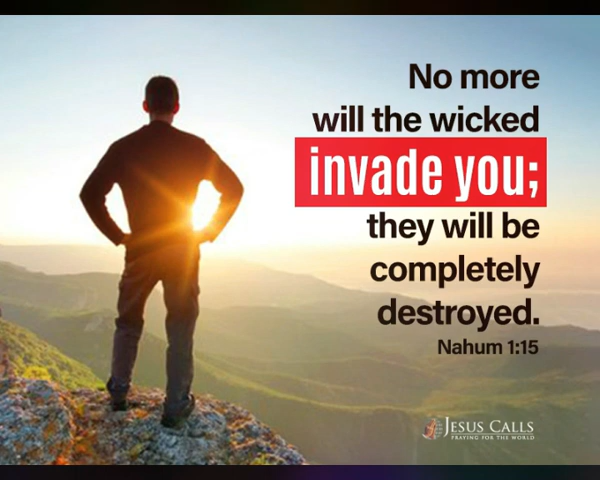 No more
will the wicked
invade you;
they will be
completely
destroyed.
Nahum 1:15
JESUS CALLS
PRAYING FOR THE WORLD